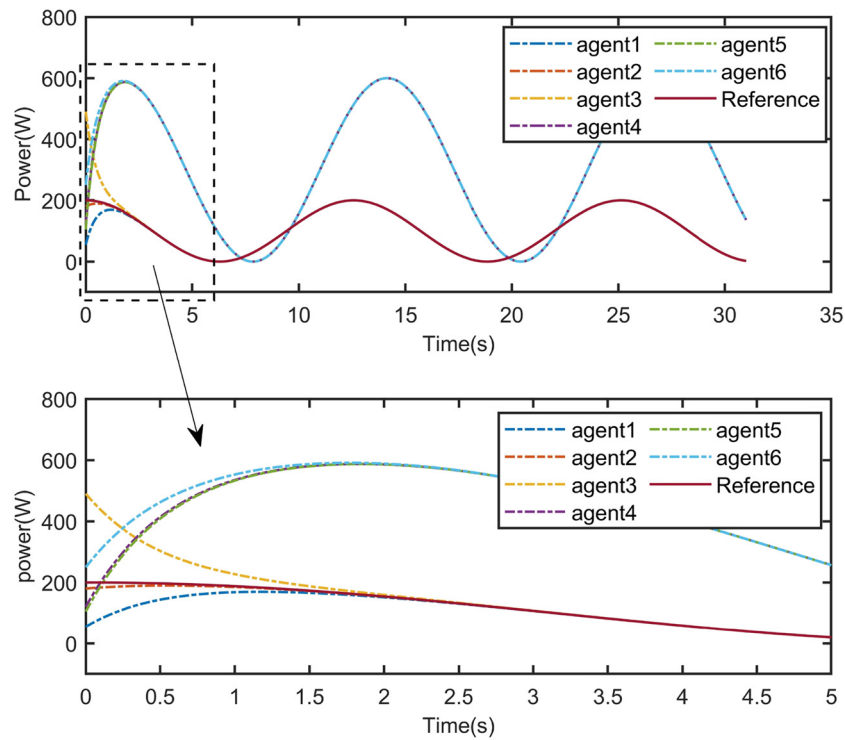 800
600
400
200
0
Power(W)
0 5 10 15 20 25 30 35
Time(s)
agent1 agent5
agent2 agent6
agent3 Reference
agent4
800
600
400
200
0
power(W)
0 0.5 1 1.5 2 2.5 3 3.5 4 4.5 5
Time(s)
agent1 agent5
agent2 agent6
agent3 Reference
agent4